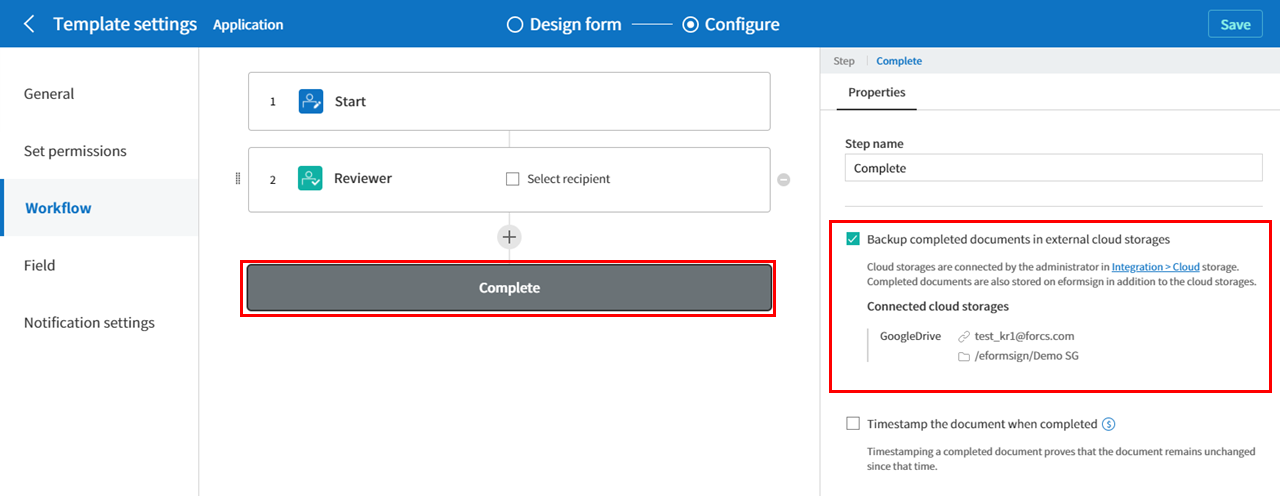 Template settings Application
Design form
Configure
Save
General
Set permissions
Workflow
Field
Notification settings
1 Start
2 Reviewer Select recipient
+
Complete
Step Complete
Properties
Step name
Complete
Backup completed documents in external cloud storages
Cloud storages are connected by the administrator in Integration > Cloud storage.
Completed documents are also stored on eformsign in addition to the cloud storages.
Connected cloud storages
GoogleDrive test_kr1@forcs.com
/eformsign/Demo SG
Timestamp the document when completed $
Timestamping a completed document proves that the document remains unchanged
since that time.